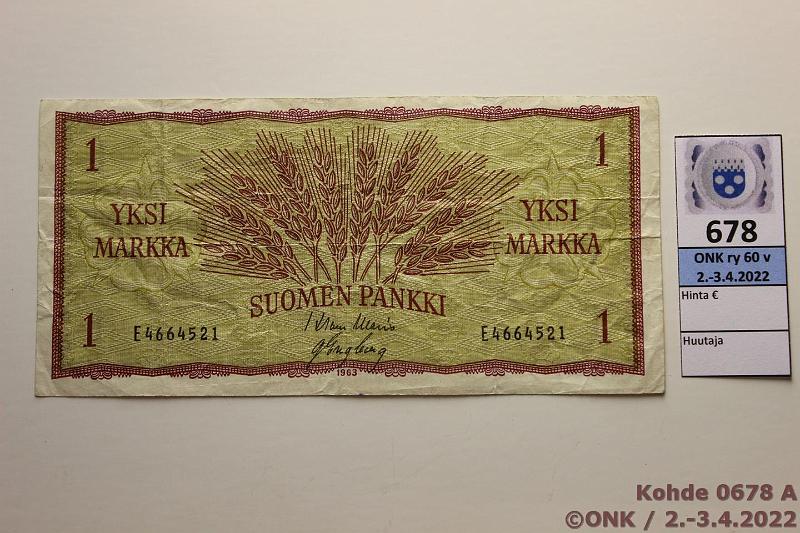 1
1
YKSI
MARKKA
YKSI
MARKKA
SUOMEN PANKKI
1
E4664521
E4664521
1
1963
678
ONK ry 60 v
2.-3.4.2022
Hinta €
Huutaja
Kohde 0678 A
©ONK / 2.-3.4.2022